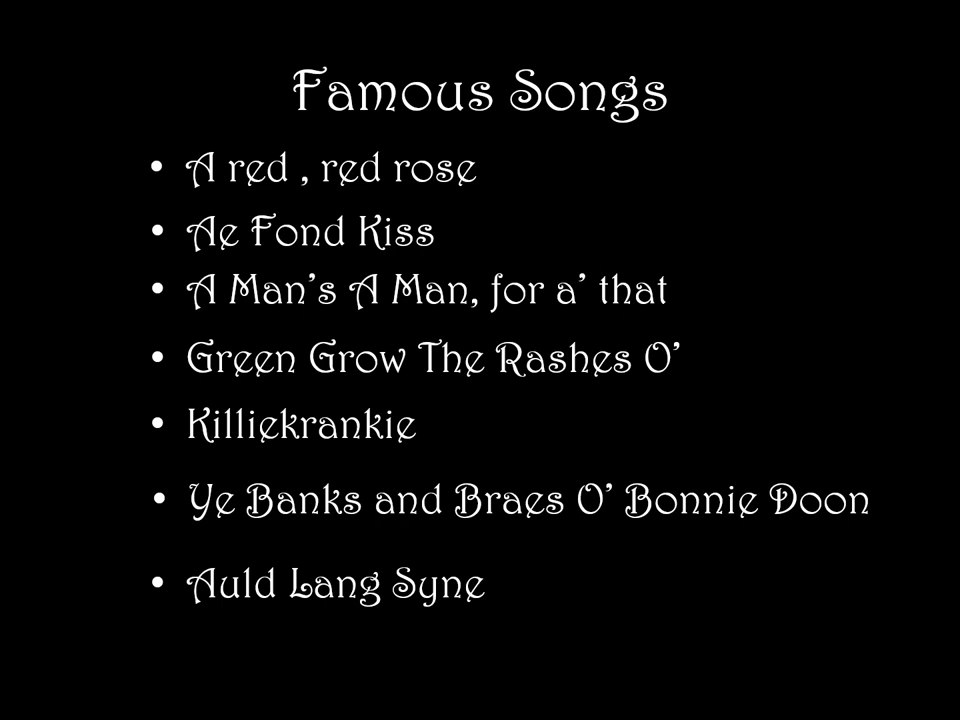 Famous Songs
• A red , red rose
• Ae Fond Kiss
• A Man’s A Man, for a’ that
• Green Grow The Rashes O’
• Killiekrankie
• Ye Banks and Braes O’ Bonnie Doon
• Auld Lang Syne